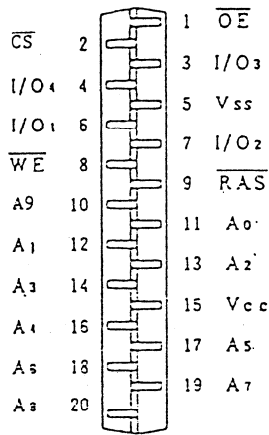 1 OE
CS 2
3 I/O3
I/O4 4
5 Vss
I/O1 6
7 I/O2
WE 8
9 RAS
A9 10
11 A0
A1 12
13 A2
A3 14
15 Vcc
A4 16
17 A5
A6 18
19 A7
A8 20